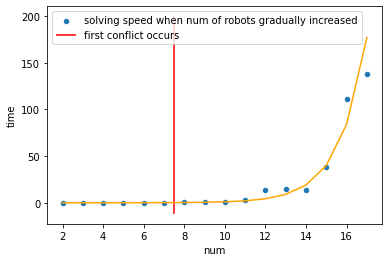 solving speed when num of robots gradually increased
first conflict occurs
200
150
100
50
0
time
2 4 6 8 10 12 14 16
num